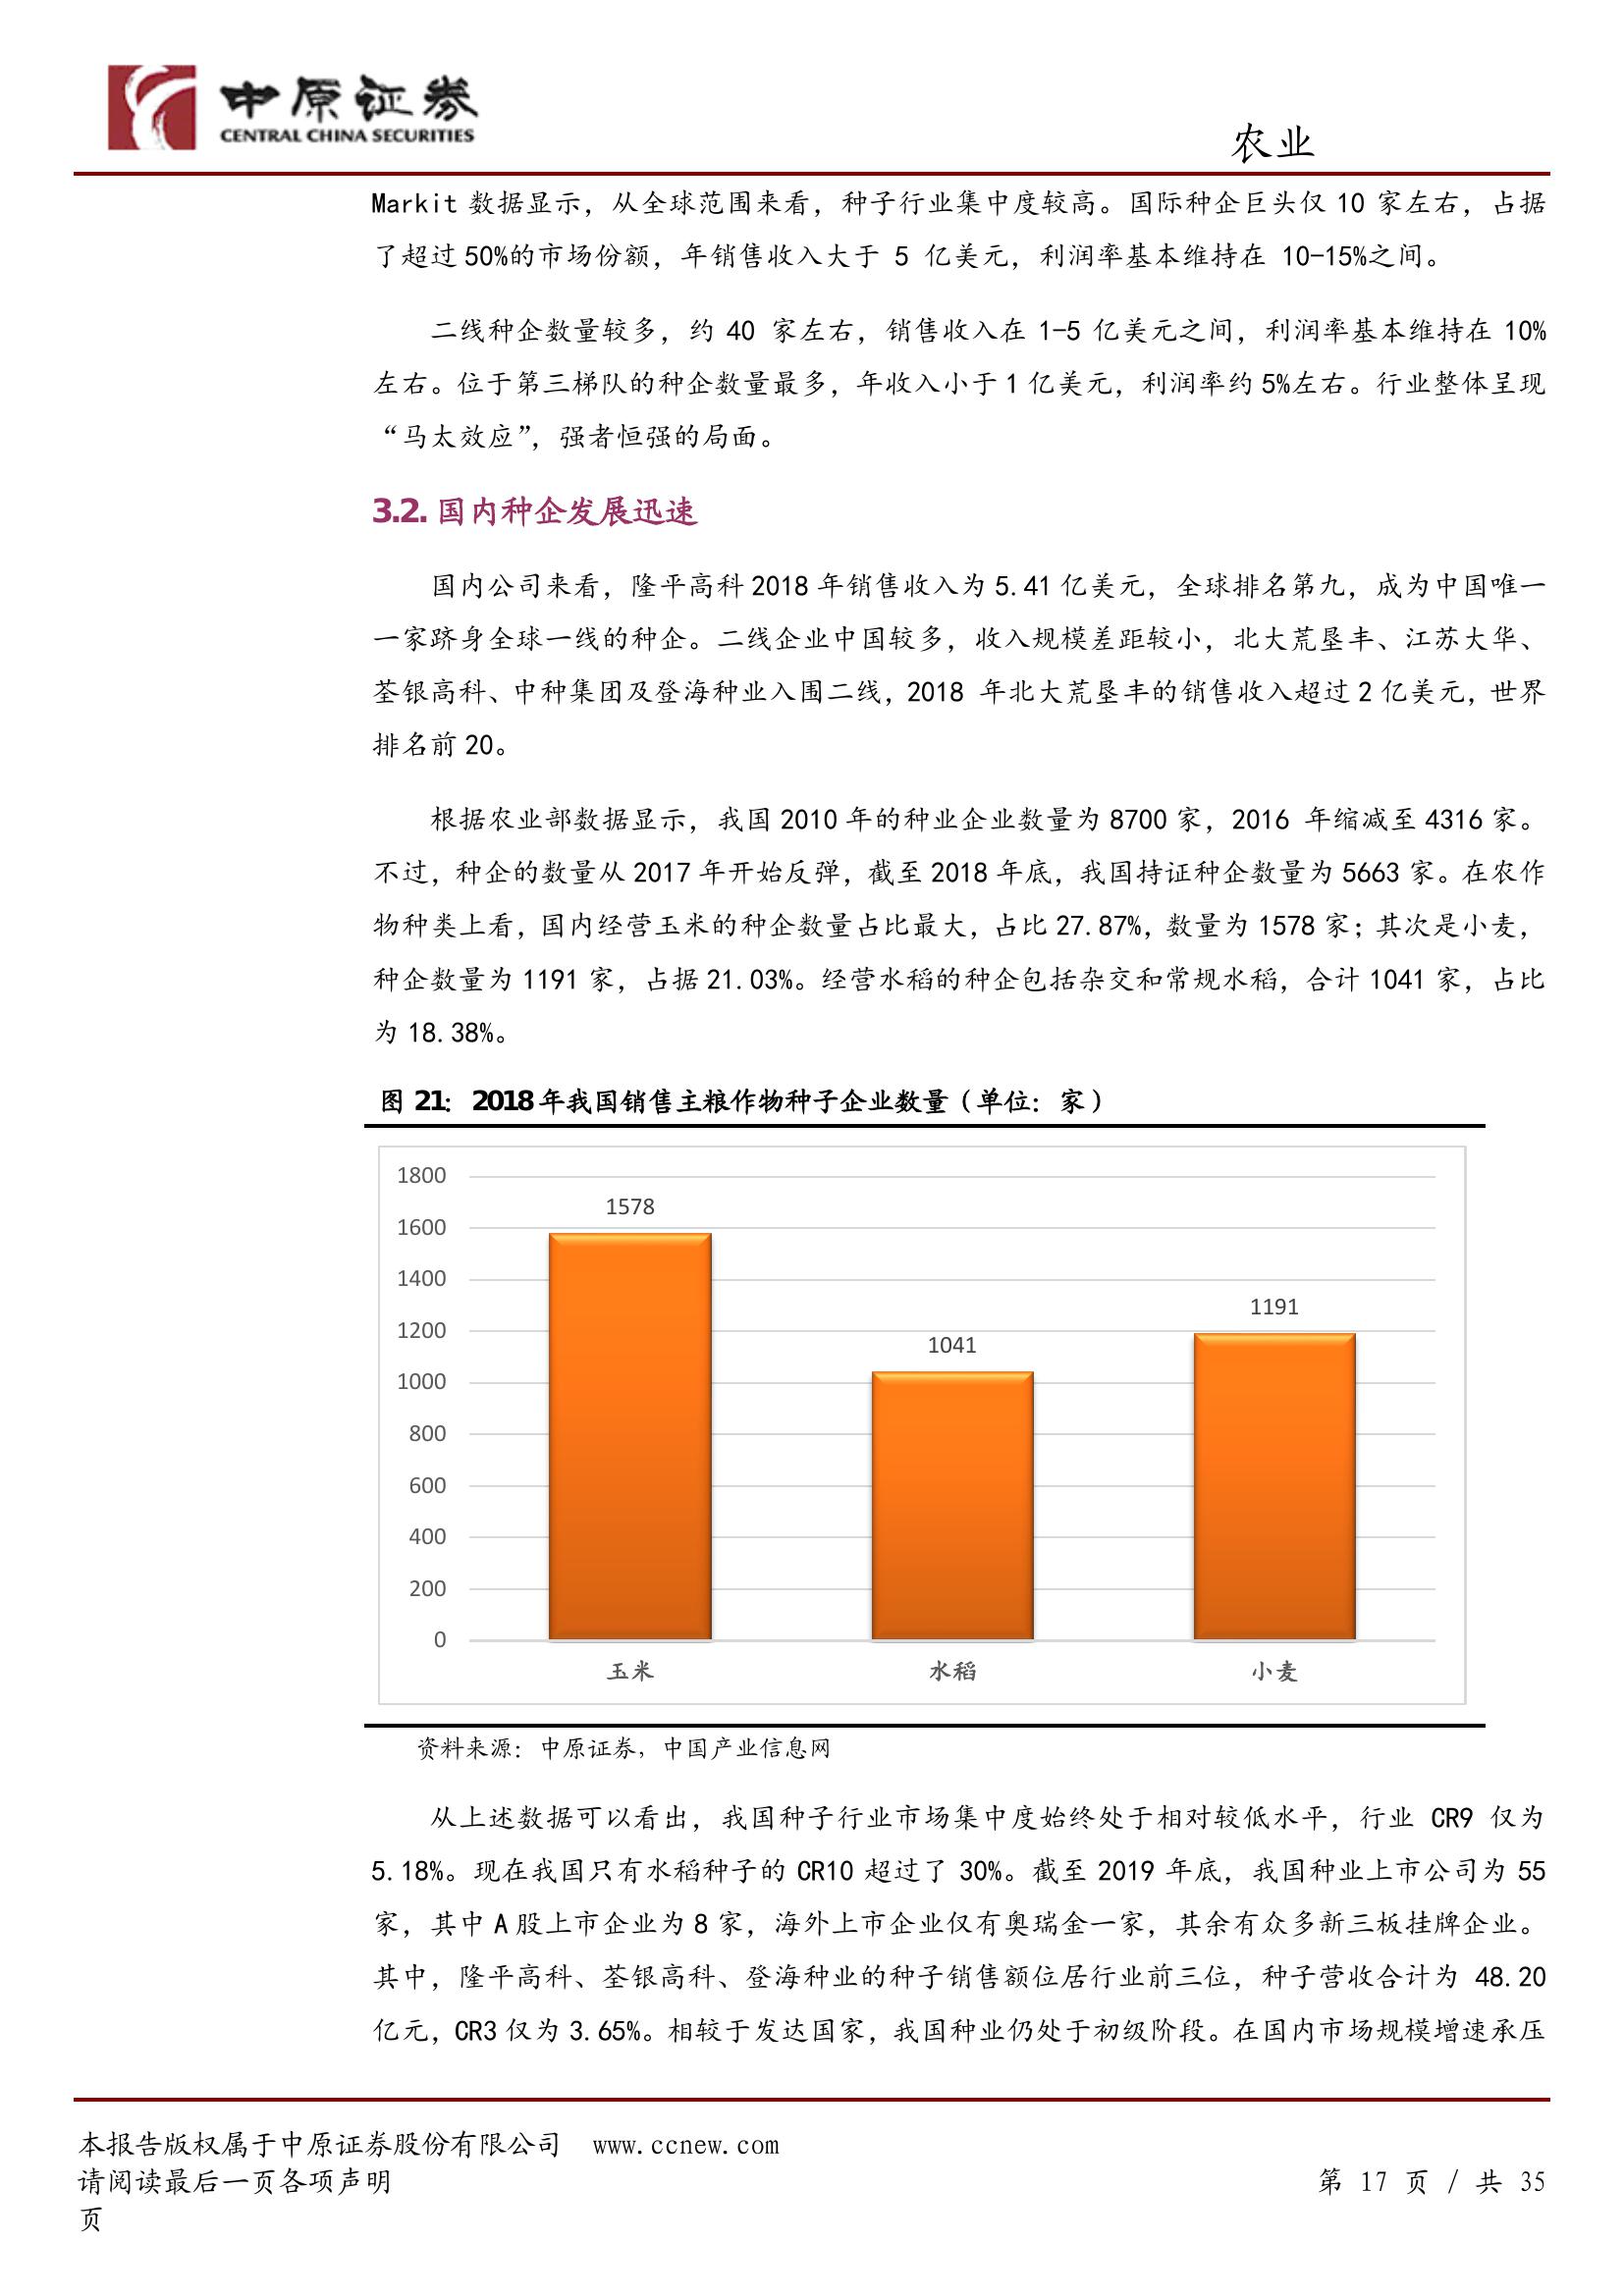 中原证券
CENTRAL CHINA SECURITIES
农业
Markit 数据显示，从全球范围来看，种子行业集中度较高。国际种企巨头仅 10 家左右，占据
了超过 50%的市场份额，年销售收入大于 5 亿美元，利润率基本维持在 10-15%之间。
二线种企数量较多，约 40 家左右，销售收入在 1-5 亿美元之间，利润率基本维持在 10%
左右。位于第三梯队的种企数量最多，年收入小于 1 亿美元，利润率约 5%左右。行业整体呈现
“马太效应”，强者恒强的局面。
3.2. 国内种企发展迅速
国内公司来看，隆平高科 2018 年销售收入为 5.41 亿美元，全球排名第九，成为中国唯一
一家跻身全球一线的种企。二线企业中国较多，收入规模差距较小，北大荒垦丰、江苏大华、
荃银高科、中种集团及登海种业入围二线，2018 年北大荒垦丰的销售收入超过 2 亿美元，世界
排名前 20。
根据农业部数据显示，我国 2010 年的种业企业数量为 8700 家，2016 年缩减至 4316 家。
不过，种企的数量从 2017 年开始反弹，截至 2018 年底，我国持证种企数量为 5663 家。在农作
物种类上看，国内经营玉米的种企数量占比最大，占比 27.87%，数量为 1578 家；其次是小麦，
种企数量为 1191 家，占据 21.03%。经营水稻的种企包括杂交和常规水稻，合计 1041 家，占比
为 18.38%。
图 21：2018 年我国销售主粮作物种子企业数量（单位：家）
1800
1600
1400
1200
1000
800
600
400
200
0
1578
1041
1191
玉米
水稻
小麦
资料来源：中原证券，中国产业信息网
从上述数据可以看出，我国种子行业市场集中度始终处于相对较低水平，行业 CR9 仅为
5.18%。现在我国只有水稻种子的 CR10 超过了 30%。截至 2019 年底，我国种业上市公司为 55
家，其中 A 股上市企业为 8 家，海外上市企业仅有奥瑞金一家，其余有众多新三板挂牌企业。
其中，隆平高科、荃银高科、登海种业的种子销售额位居行业前三位，种子营收合计为 48.20
亿元，CR3 仅为 3.65%。相较于发达国家，我国种业仍处于初级阶段。在国内市场规模增速承压
本报告版权属于中原证券股份有限公司 www.ccnew.com
请阅读最后一页各项声明
第 17 页 / 共 35
页